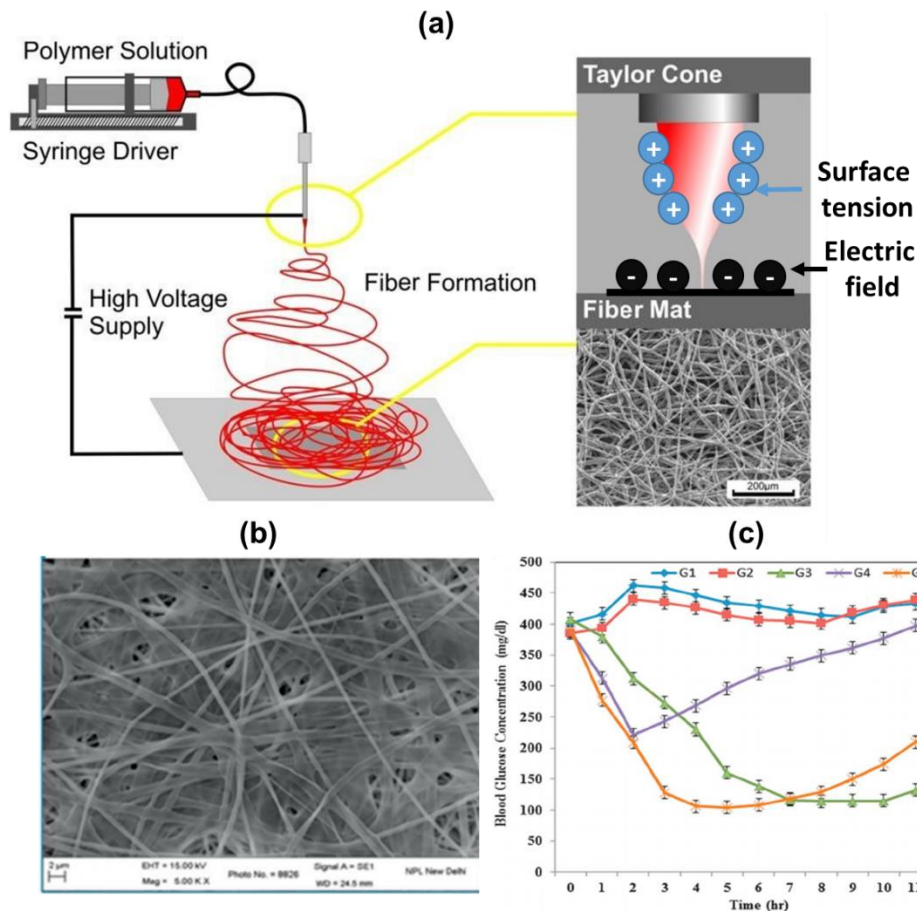 (a)
Polymer Solution
Syringe Driver
High Voltage
Supply
Fiber Formation
Taylor Cone
+ +
+ +
+ +
Surface
tension
- - - -
Electric
field
Fiber Mat
200µm
(b)
2 µm
EHT = 15.00 kV
Mag = 5.00 K X
Photo No. = 8826
Signal A = SE1
WD = 24.5 mm
NPL New Delhi
(c)
G1 G2 G3 G4
Blood Glucose Concentration (mg/dl)
500
450
400
350
300
250
200
150
100
50
0
0 1 2 3 4 5 6 7 8 9 10
Time (hr)